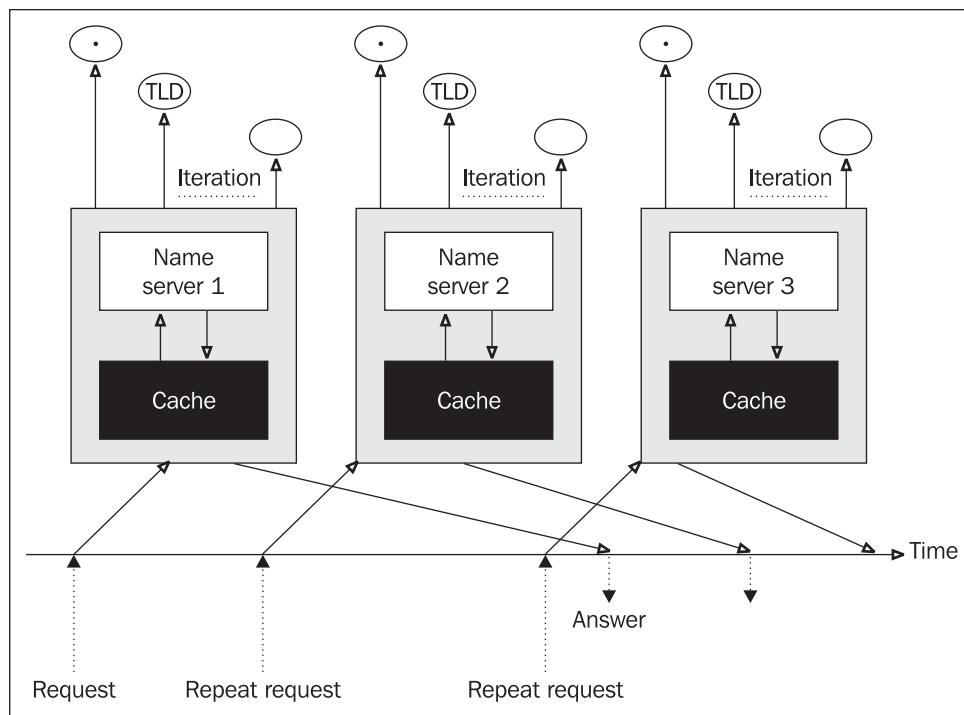 TLD
TLD
TLD
Iteration
Iteration
Iteration
Name
server 1
Name
server 2
Name
server 3
Cache
Cache
Cache
Time
Answer
Request
Repeat request
Repeat request